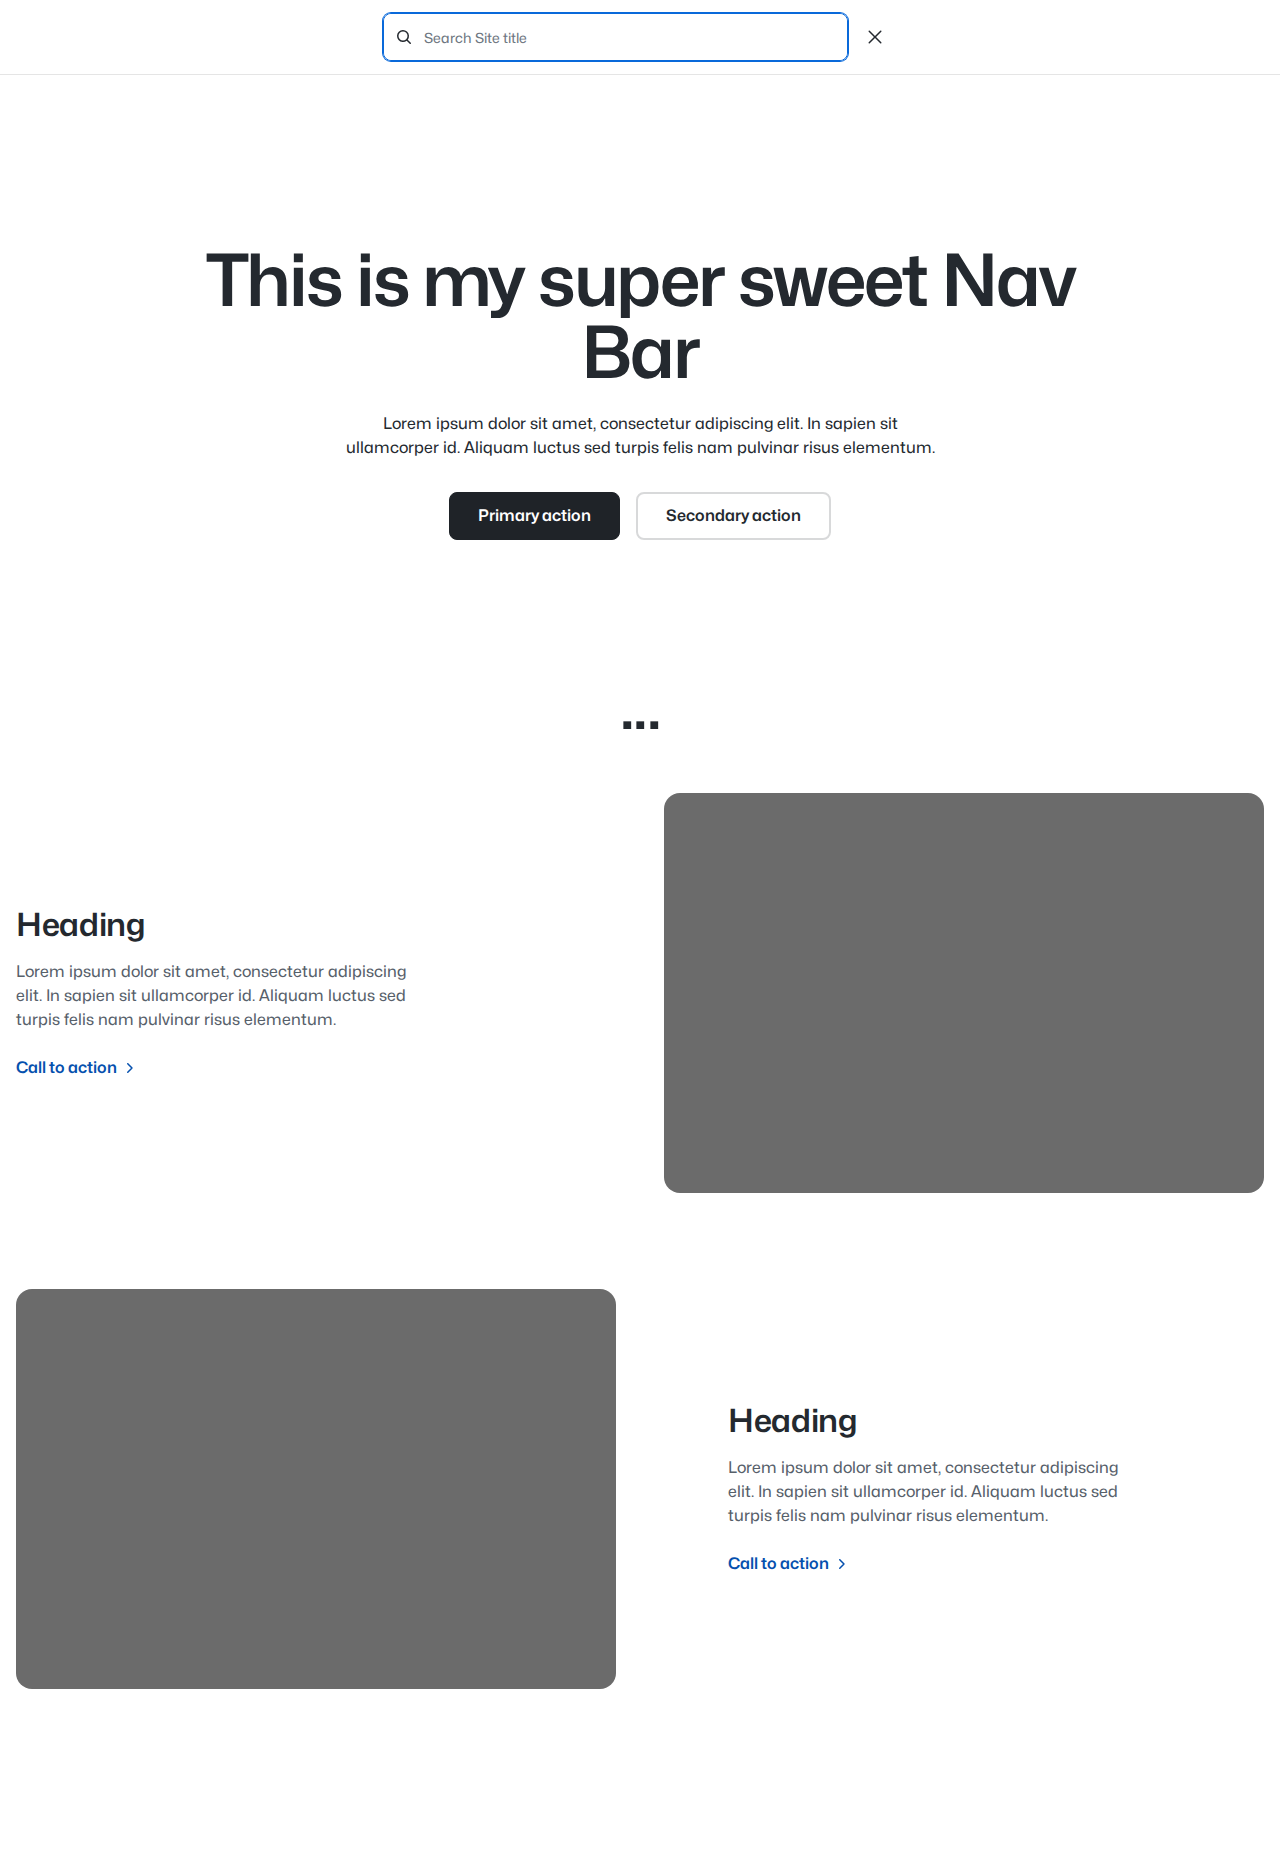 Search Site title
This is my super sweet Nav
Bar
Lorem ipsum dolor sit amet, consectetur adipiscing elit. In sapien sit
ullamcorper id. Aliquam luctus sed turpis felis nam pulvinar risus elementum.
Primary action
Secondary action
...
Heading
Lorem ipsum dolor sit amet, consectetur adipiscing
elit. In sapien sit ullamcorper id. Aliquam luctus sed
turpis felis nam pulvinar risus elementum.
Call to action
Heading
Lorem ipsum dolor sit amet, consectetur adipiscing
elit. In sapien sit ullamcorper id. Aliquam luctus sed
turpis felis nam pulvinar risus elementum.
Call to action